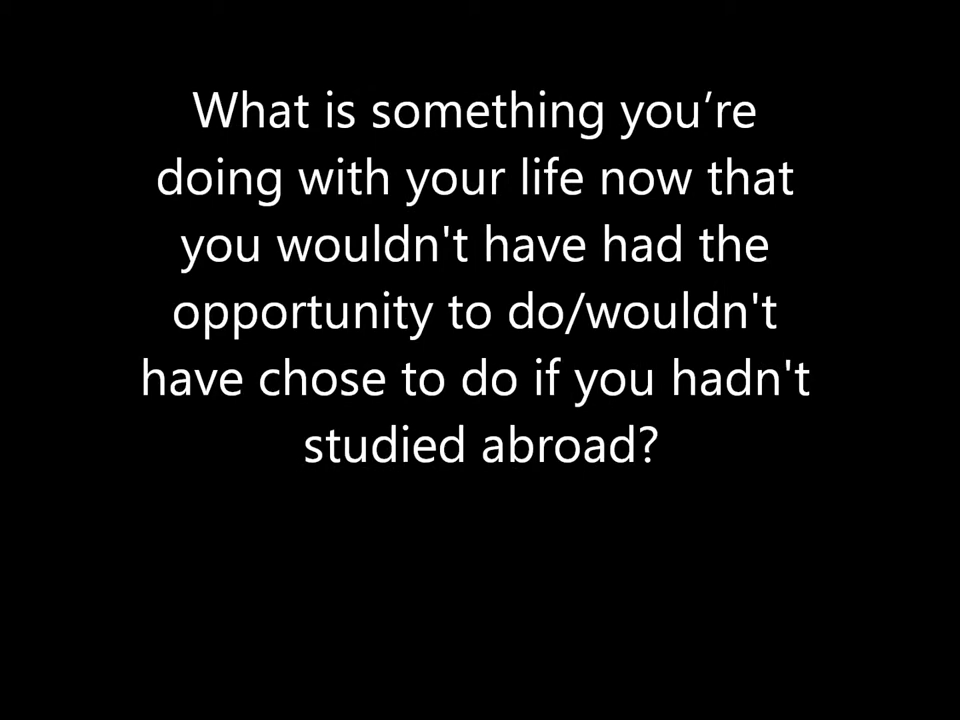 What is something you’re
doing with your life now that
you wouldn't have had the
opportunity to do/wouldn't
have chose to do if you hadn't
studied abroad?